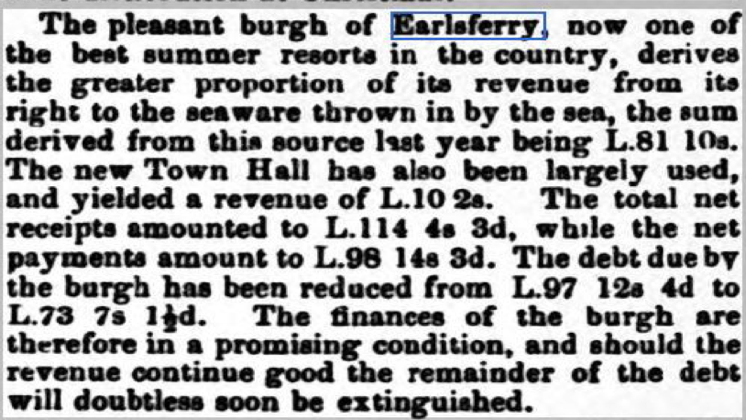 The pleasant burgh of Earlsferry, now one of
the best summer resorts in the country, derives
the greater proportion of its revenue from its
right to the seaware thrown in by the sea, the sum
derived from this source last year being L.81 10s.
The new Town Hall has also been largely used,
and yielded a revenue of L.10 2s. The total net
receipts amounted to L.114 4s 3d, while the net
payments amount to L.98 14s 3d. The debt due by
the burgh has been reduced from L.97 12s 4d to
L.73 7s 1½d. The finances of the burgh are
therefore in a promising condition, and should the
revenue continue good the remainder of the debt
will doubtless soon be extinguished.